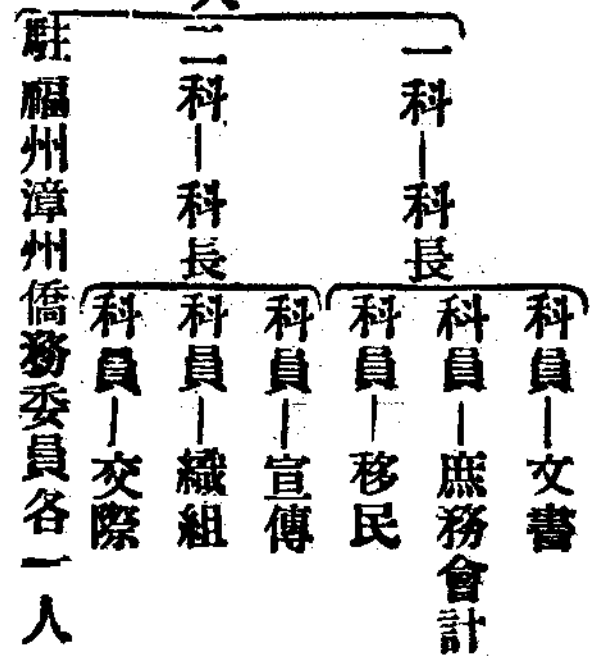 一科－科長
科員－文書
科員－庶務會計
科員－移民
二科－科長
科員－宣傳
科員－織組
科員－交際
駐福州漳州僑務委員各一人